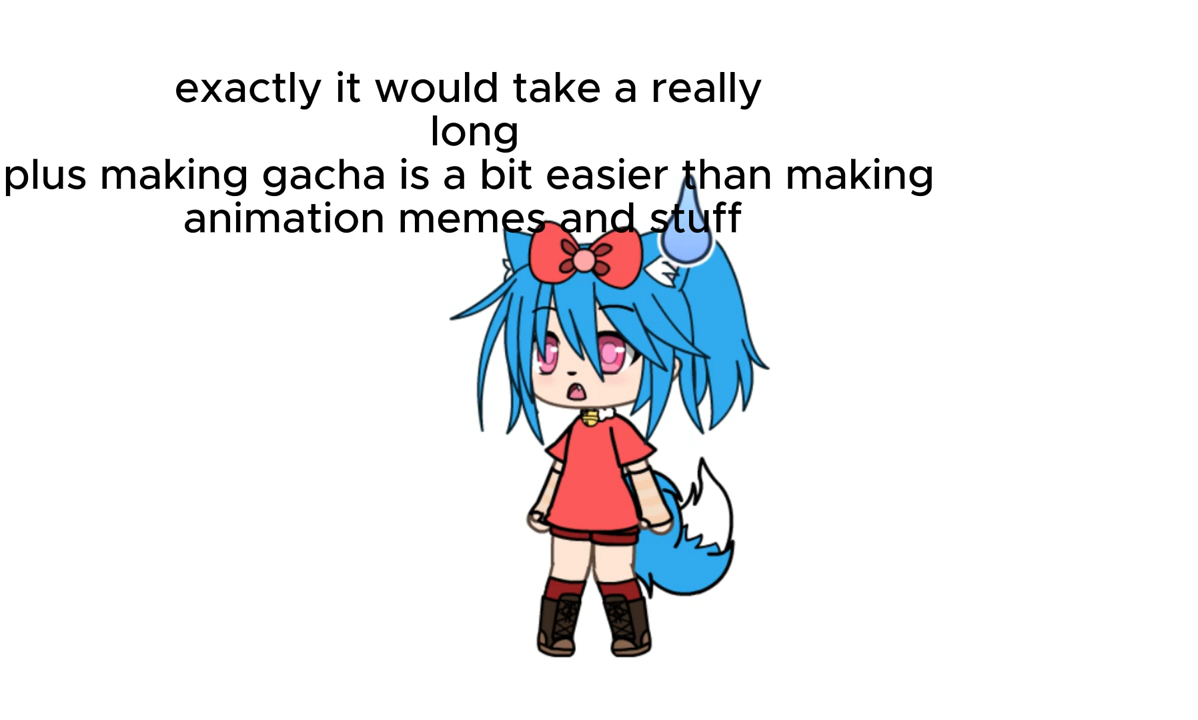 exactly it would take a really
long
plus making gacha is a bit easier than making
animation memes and stuff